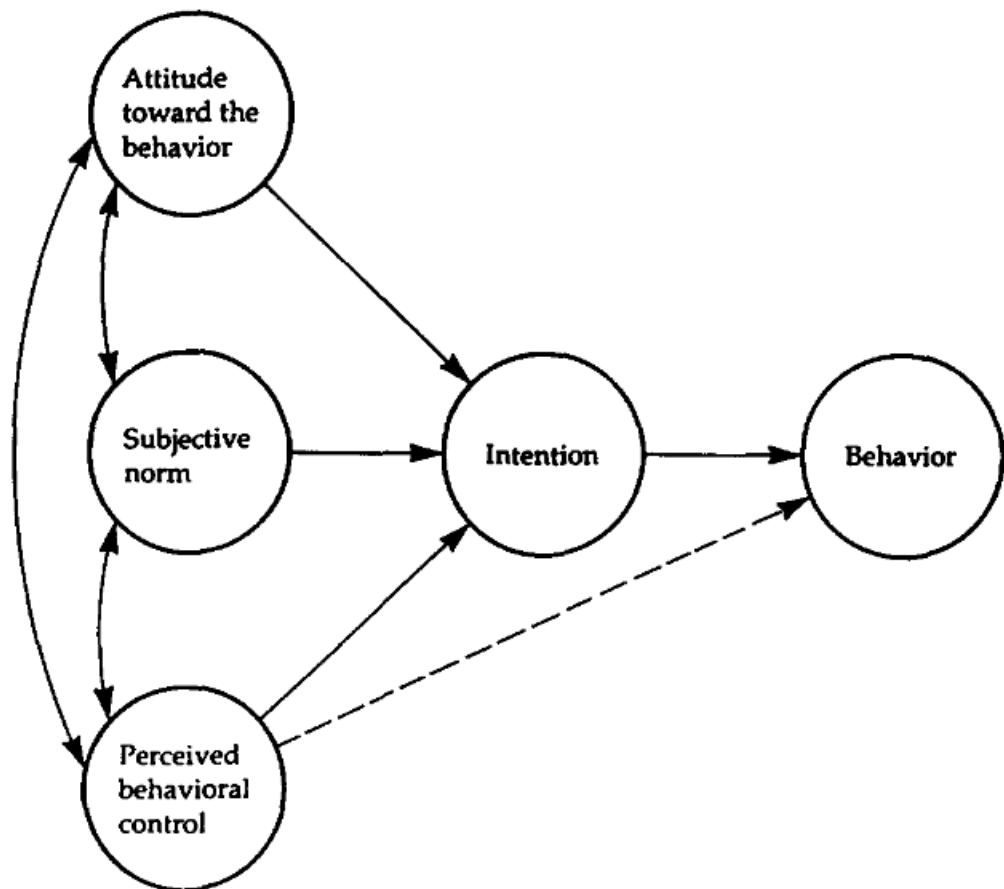 Attitude
toward the
behavior
Subjective
norm
Intention
Behavior
Perceived
behavioral
control